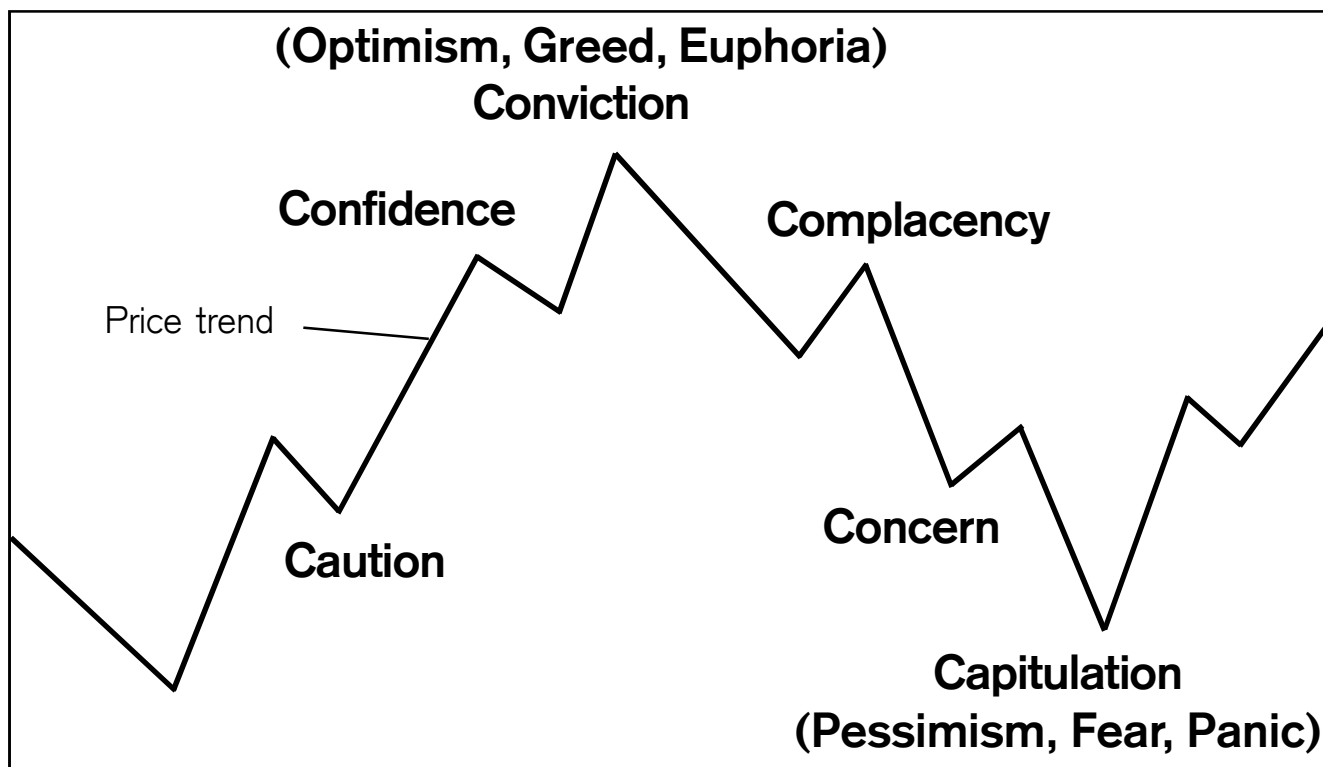 (Optimism, Greed, Euphoria)
Conviction
Confidence
Complacency
Price trend
Concern
Caution
Capitulation
(Pessimism, Fear, Panic)